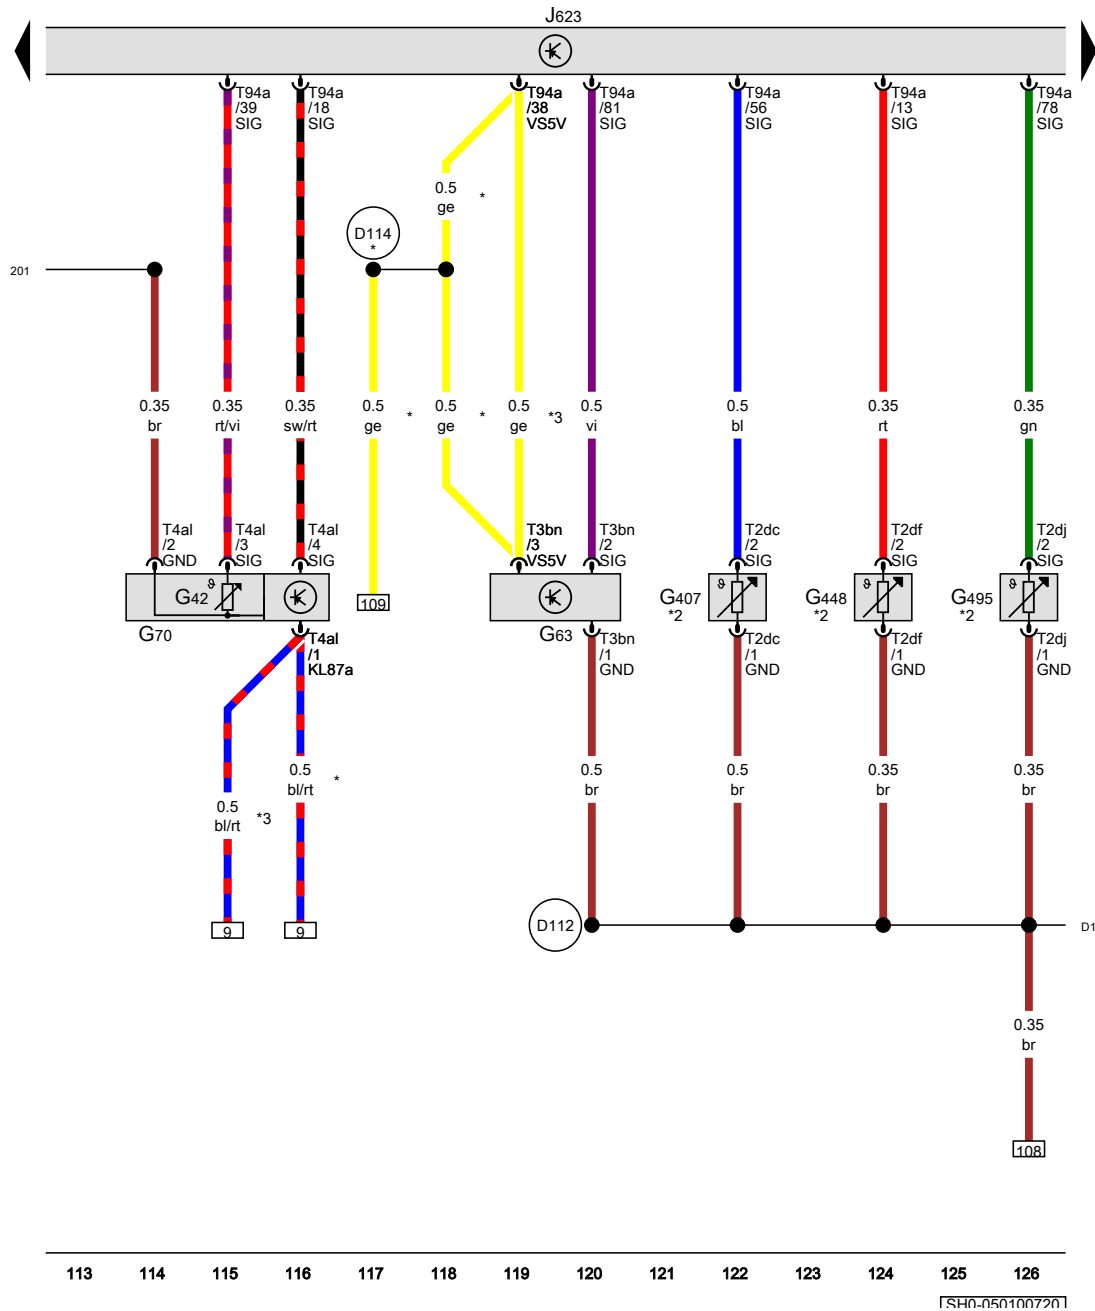 J623
T94a
/39
SIG
T94a
/18
SIG
T94a
/38
VS5V
T94a
/81
SIG
T94a
/56
SIG
T94a
/13
SIG
T94a
/78
SIG
0.5
ge
*
D114
*
201
0.35
br
0.35
rt/vi
0.35
sw/rt
0.5
ge
*
0.5
ge
*
0.5
ge
*3
0.5
vi
0.5
bl
0.35
rt
0.35
gn
T4al
/2
GND
T4al
/3
SIG
T4al
/4
SIG
T3bn
/3
VS5V
T3bn
/2
SIG
T2dc
/2
SIG
T2df
/2
SIG
T2dj
/2
SIG
G42
ϑ
G70
109
G63
G407
*2
ϑ
G448
*2
ϑ
G495
*2
ϑ
T4al
/1
KL87a
T3bn
/1
GND
T2dc
/1
GND
T2df
/1
GND
T2dj
/1
GND
0.5
bl/rt
*3
0.5
bl/rt
*
0.5
br
0.5
br
0.35
br
0.35
br
9
9
D112
D1
0.35
br
108
113 114 115 116 117 118 119 120 121 122 123 124 125 126
SH0-050100720